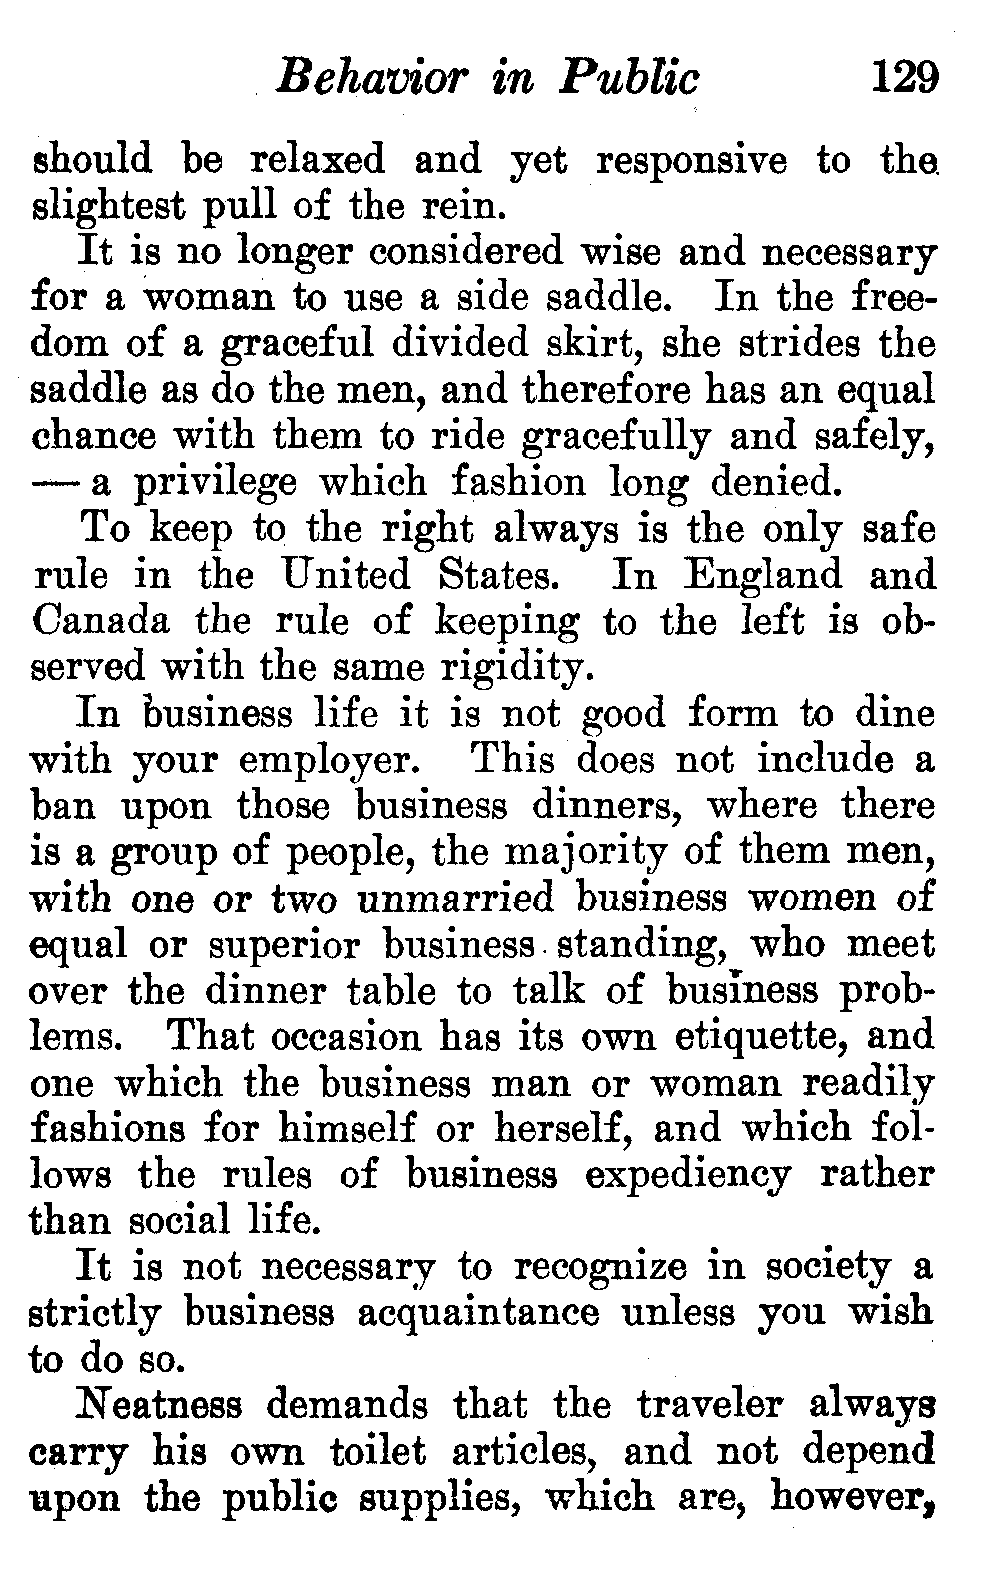 Behavior in Public 129
should be relaxed and yet responsive to the
slightest pull of the rein.
It is no longer considered wise and necessary
for a woman to use a side saddle. In the free-
dom of a graceful divided skirt, she strides the
saddle as do the men, and therefore has an equal
chance with them to ride gracefully and safely,
— a privilege which fashion long denied.
To keep to the right always is the only safe
rule in the United States. In England and
Canada the rule of keeping to the left is ob-
served with the same rigidity.
In business life it is not good form to dine
with your employer. This does not include a
ban upon those business dinners, where there
is a group of people, the majority of them men,
with one or two unmarried business women of
equal or superior business standing, who meet
over the dinner table to talk of business prob-
lems. That occasion has its own etiquette, and
one which the business man or woman readily
fashions for himself or herself, and which fol-
lows the rules of business expediency rather
than social life.
It is not necessary to recognize in society a
strictly business acquaintance unless you wish
to do so.
Neatness demands that the traveler always
carry his own toilet articles, and not depend
upon the public supplies, which are, however,